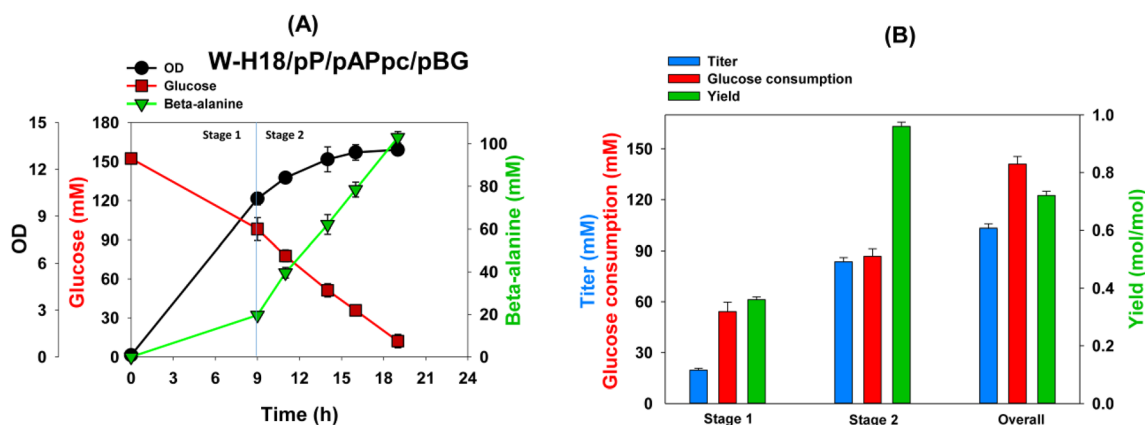 (A)
W-H18/pP/pAPpc/pBG
OD
Glucose
Beta-alanine
15
12
9
6
3
0
OD
180
150
120
90
60
30
0
Glucose (mM)
Stage 1
Stage 2
100
80
60
40
20
0
Beta-alanine (mM)
0 3 6 9 12 15 18 21 24
Time (h)
(B)
Titer
Glucose consumption
Yield
Titer (mM)
Glucose consumption (mM)
150
120
90
60
30
0
1.0
0.8
0.6
0.4
0.2
0.0
Yield (mol/mol)
Stage 1 Stage 2 Overall